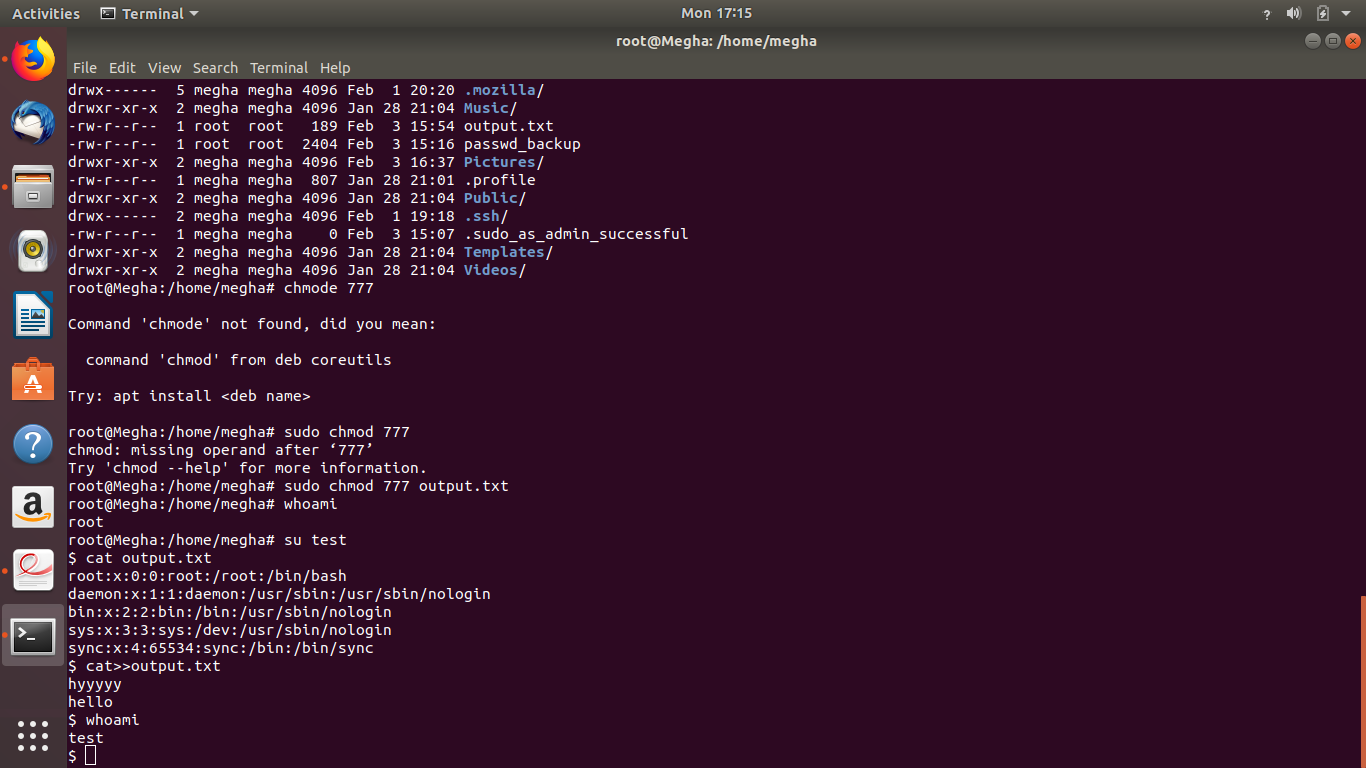 Activities Terminal Mon 17:15 ?
root@Megha: /home/megha
File Edit View Search Terminal Help
drwx------  5 megha megha 4096 Feb  1 20:20 .mozilla/
drwxr-xr-x  2 megha megha 4096 Jan 28 21:04 Music/
-rw-r--r--  1 root  root   189 Feb  3 15:54 output.txt
-rw-r--r--  1 root  root  2404 Feb  3 15:16 passwd_backup
drwxr-xr-x  2 megha megha 4096 Feb  3 16:37 Pictures/
-rw-r--r--  1 megha megha  807 Jan 28 21:01 .profile
drwxr-xr-x  2 megha megha 4096 Jan 28 21:04 Public/
drwx------  2 megha megha 4096 Feb  1 19:18 .ssh/
-rw-r--r--  1 megha megha    0 Feb  3 15:07 .sudo_as_admin_successful
drwxr-xr-x  2 megha megha 4096 Jan 28 21:04 Templates/
drwxr-xr-x  2 megha megha 4096 Jan 28 21:04 Videos/
root@Megha:/home/megha# chmode 777
Command 'chmode' not found, did you mean:
  command 'chmod' from deb coreutils
Try: apt install <deb name>
root@Megha:/home/megha# sudo chmod 777
chmod: missing operand after ‘777’
Try 'chmod --help' for more information.
root@Megha:/home/megha# sudo chmod 777 output.txt
root@Megha:/home/megha# whoami
root
root@Megha:/home/megha# su test
$ cat output.txt
root:x:0:0:root:/root:/bin/bash
daemon:x:1:1:daemon:/usr/sbin:/usr/sbin/nologin
bin:x:2:2:bin:/bin:/usr/sbin/nologin
sys:x:3:3:sys:/dev:/usr/sbin/nologin
sync:x:4:65534:sync:/bin:/bin/sync
$ cat>>output.txt
hyyyyy
hello
$ whoami
test
$